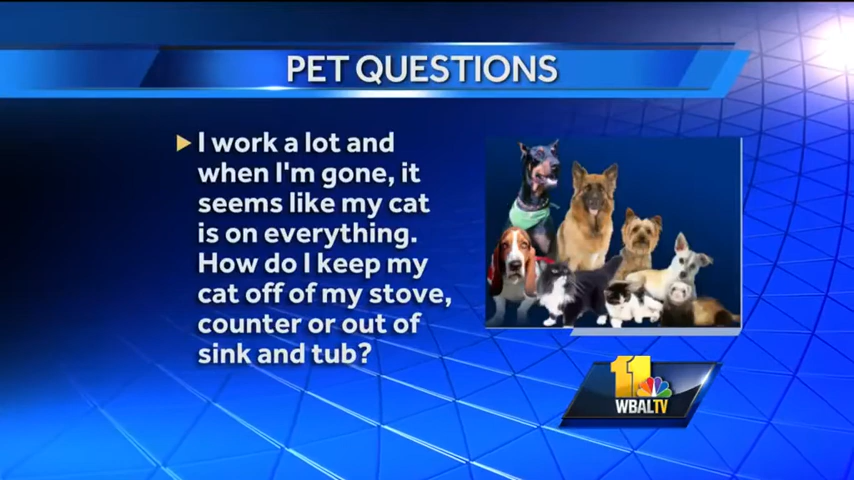 PET QUESTIONS
I work a lot and
when I'm gone, it
seems like my cat
is on everything.
How do I keep my
cat off of my stove,
counter or out of
sink and tub?
11
WBALTV